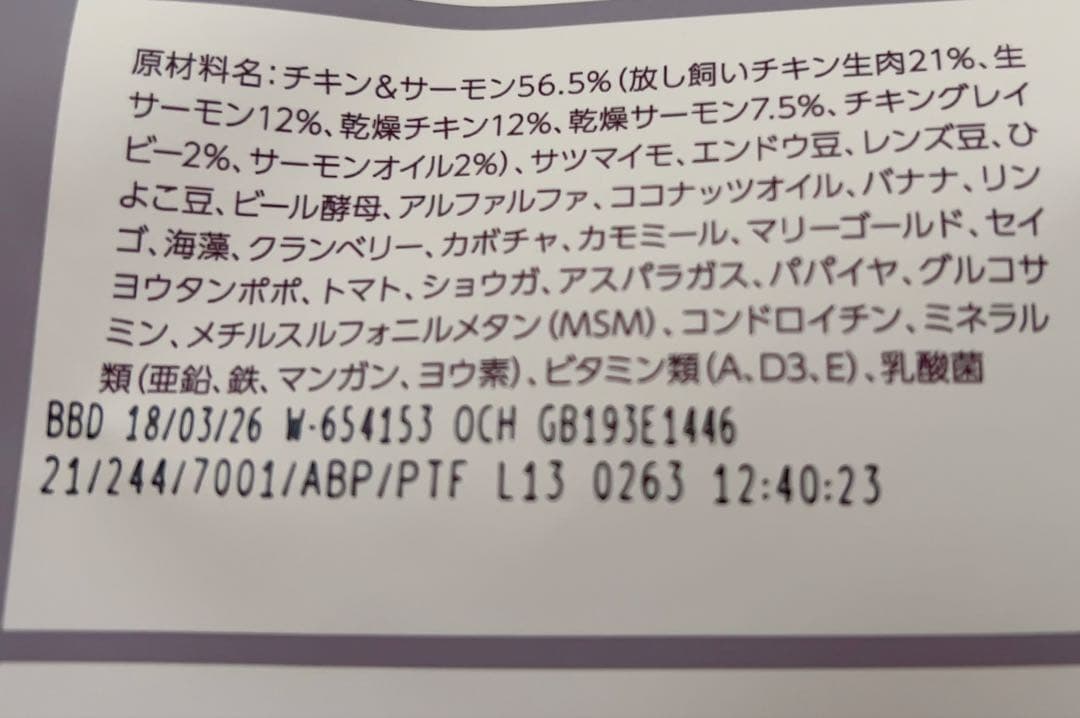 原材料名：チキン&サーモン56.5%（放し飼いチキン生肉21%、生
サーモン12%、乾燥チキン12%、乾燥サーモン7.5%、チキングレイ
ビー2%、サーモンオイル2%）、サツマイモ、エンドウ豆、レンズ豆、ひ
よこ豆、ビール酵母、アルファルファ、ココナッツオイル、バナナ、リン
ゴ、海藻、クランベリー、カボチャ、カモミール、マリーゴールド、セイ
ヨウタンポポ、トマト、ショウガ、アスパラガス、パパイヤ、グルコサ
ミン、メチルスルフォニルメタン（MSM）、コンドロイチン、ミネラル
類（亜鉛、鉄、マンガン、ヨウ素）、ビタミン類（A、D3、E）、乳酸菌
BBD 18/03/26 W-654153 OCH GB193E1446
21/244/7001/ABP/PTF L13 0263 12:40:23